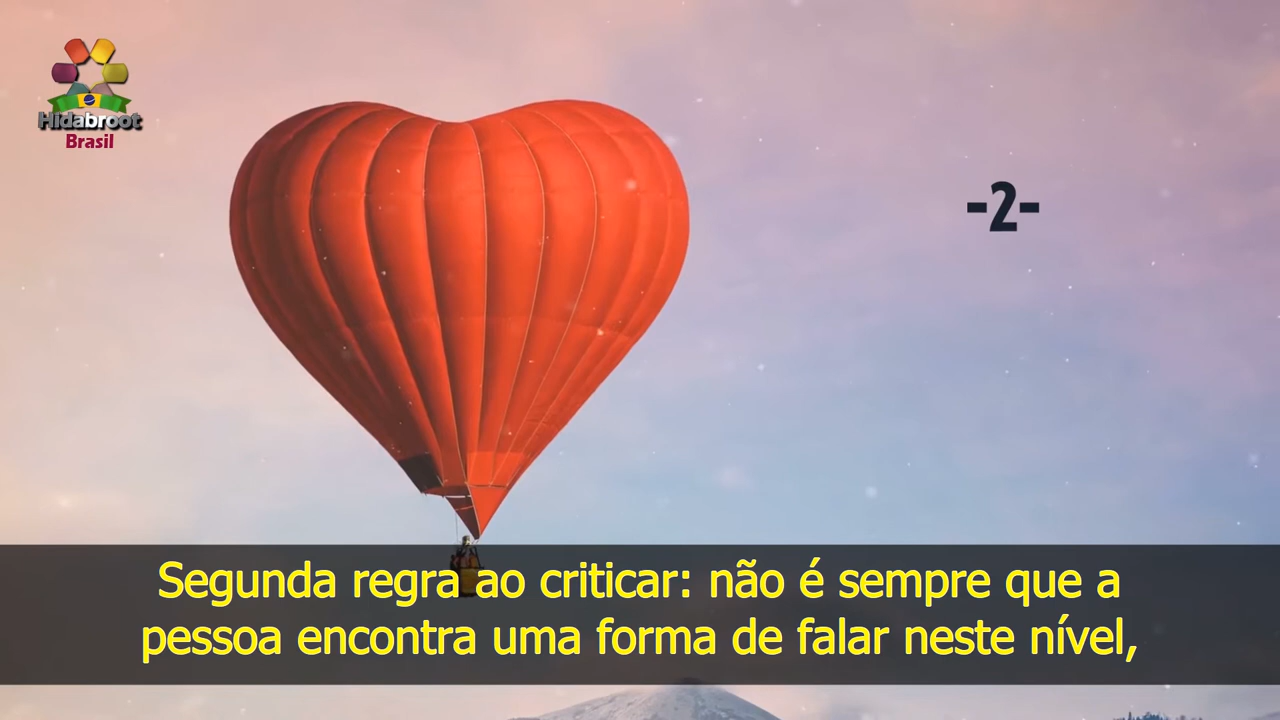 Hidabroot
Brasil
-2-
Segunda regra ao criticar: não é sempre que a
pessoa encontra uma forma de falar neste nível,